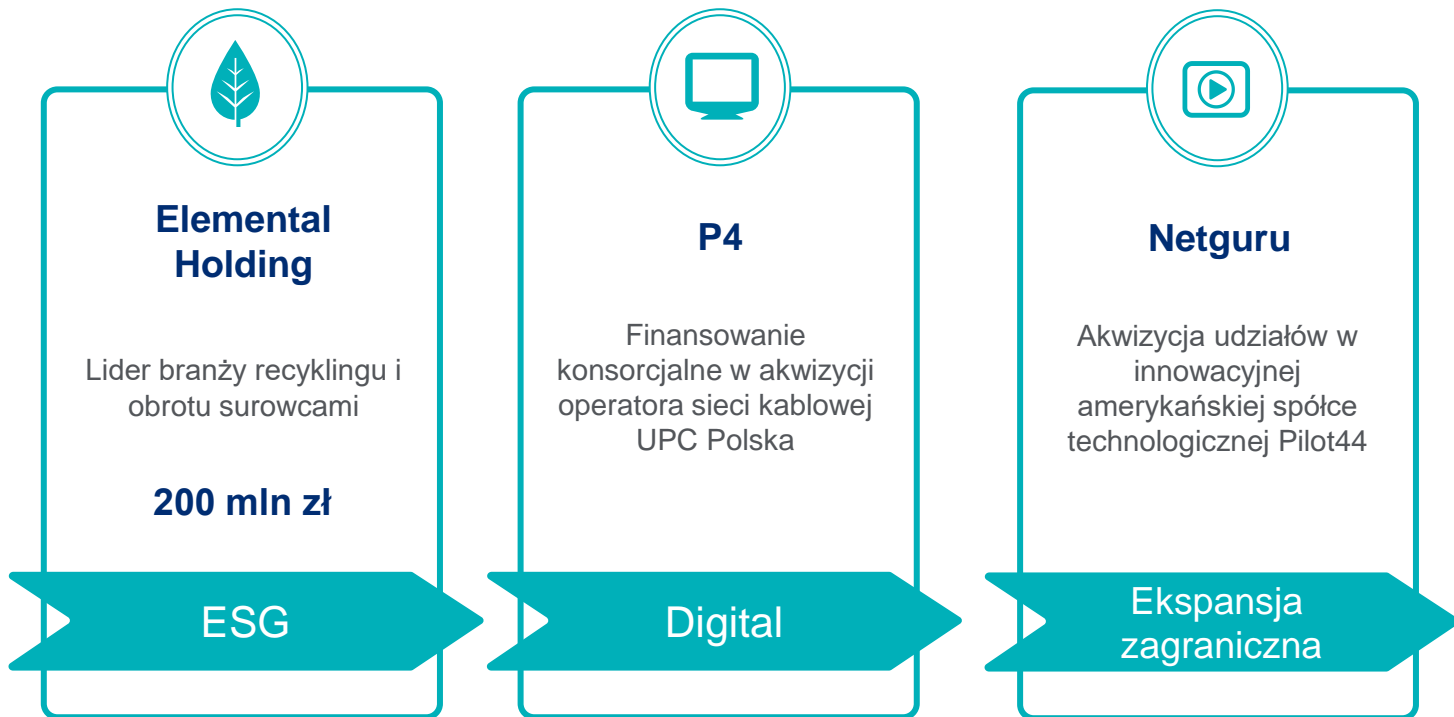 Elemental
Holding
Lider branży recyklingu i
obrotu surowcami
200 mln zł
ESG
P4
Finansowanie
konsorcjalne w akwizycji
operatora sieci kablowej
UPC Polska
Digital
Netguru
Akwizycja udziałów w
innowacyjnej
amerykańskiej spółce
technologicznej Pilot44
Ekspansja
zagraniczna